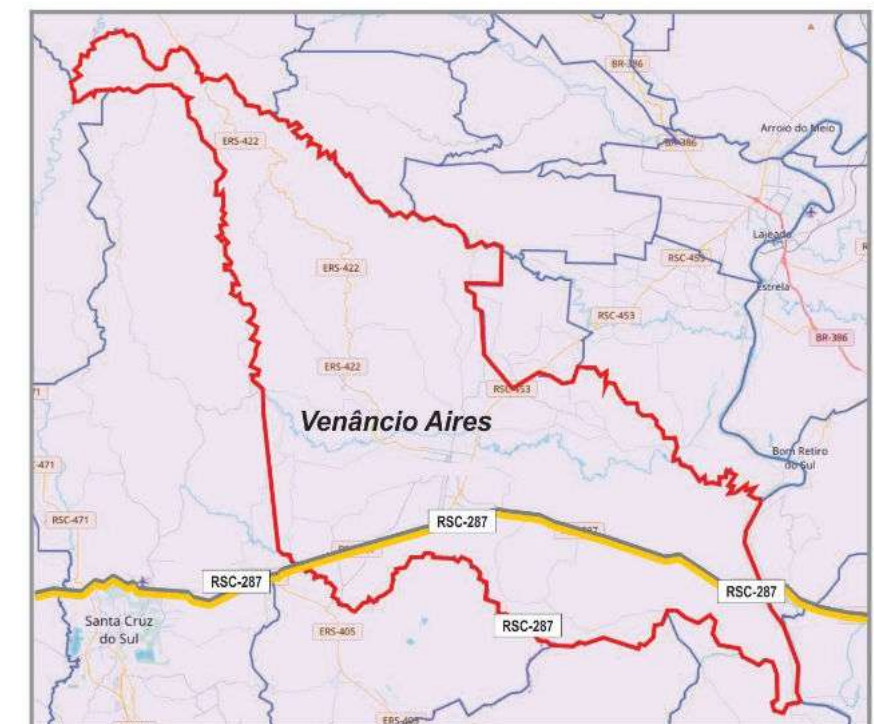 BR-386
Arroio do Meio
ERS-422
BR-386
Lajeado
RSC-453
ERS-422
Estrela
RSC-453
BR-386
ERS-422
RSC-453
Venâncio Aires
Bom Retiro
do Sul
-471
RSC-471
RSC-287
RSC-287
RSC-287
Santa Cruz
do Sul
RSC-287
ERS-405